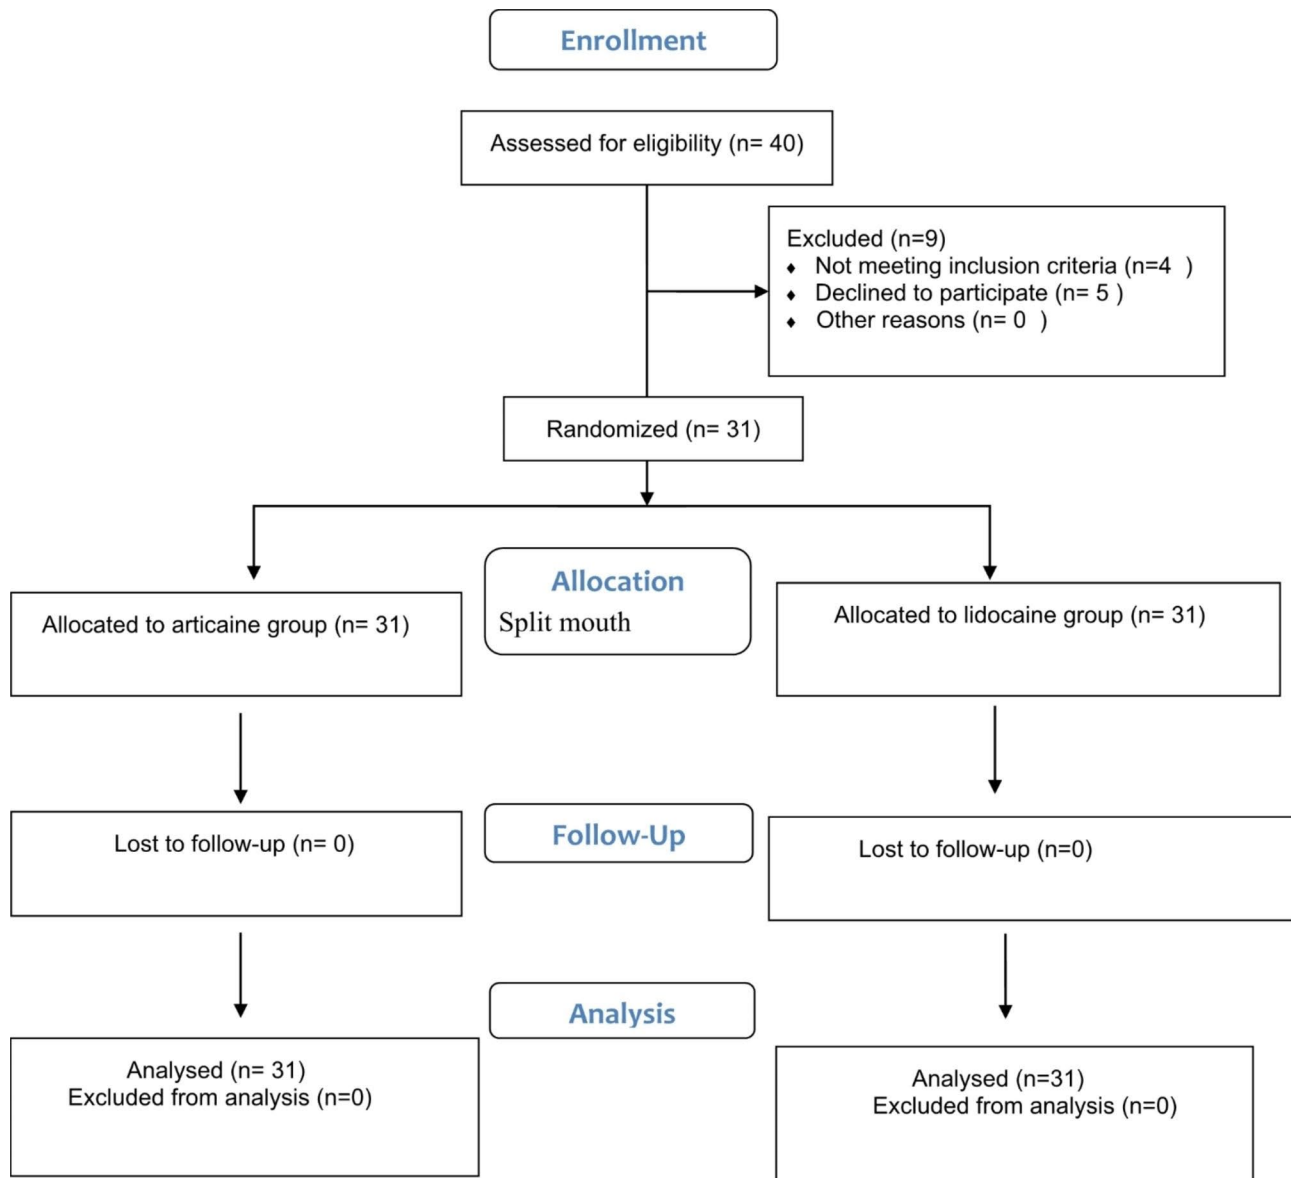 Enrollment
Assessed for eligibility (n= 40)
Excluded (n=9)
♦ Not meeting inclusion criteria (n=4  )
♦ Declined to participate (n= 5 )
♦ Other reasons (n= 0  )
Randomized (n= 31)
Allocation
Split mouth
Allocated to articaine group (n= 31)
Allocated to lidocaine group (n= 31)
Follow-Up
Lost to follow-up (n= 0)
Lost to follow-up (n=0)
Analysis
Analysed (n= 31)
Excluded from analysis (n=0)
Analysed (n=31)
Excluded from analysis (n=0)